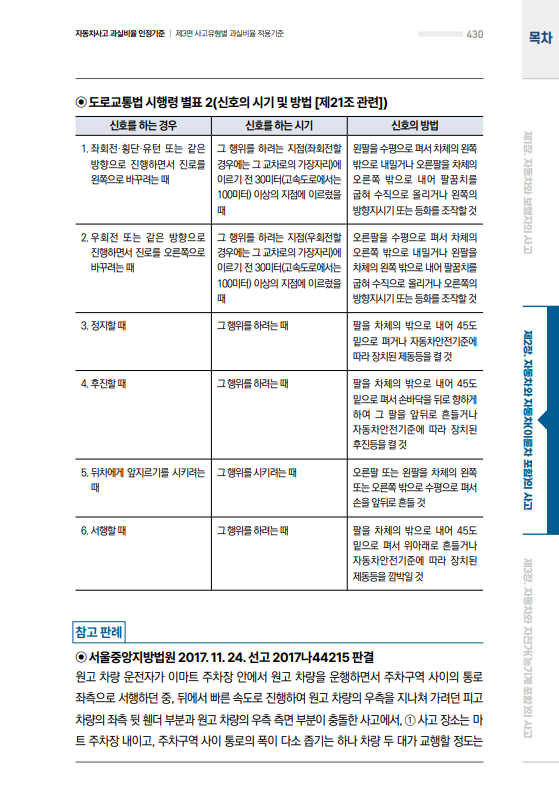 자동차사고 과실비율 인정기준 | 제3편 사고유형별 과실비율 적용기준
430
목차
◉ 도로교통법 시행령 별표 2(신호의 시기 및 방법 [제21조 관련])
신호를 하는 경우
신호를 하는 시기
신호의 방법
1. 좌회전·횡단·유턴 또는 같은
방향으로 진행하면서 진로를
왼쪽으로 바꾸려는 때
그 행위를 하려는 지점(좌회전할
경우에는 그 교차로의 가장자리)에
이르기 전 30미터(고속도로에서는
100미터) 이상의 지점에 이르렀을
때
왼팔을 수평으로 펴서 차체의 왼쪽
밖으로 내밀거나 오른팔을 차체의
오른쪽 밖으로 내어 팔꿈치를
굽혀 수직으로 올리거나 왼쪽의
방향지시기 또는 등화를 조작할 것
2. 우회전 또는 같은 방향으로
진행하면서 진로를 오른쪽으로
바꾸려는 때
그 행위를 하려는 지점(우회전할
경우에는 그 교차로의 가장자리)에
이르기 전 30미터(고속도로에서는
100미터) 이상의 지점에 이르렀을
때
오른팔을 수평으로 펴서 차체의
오른쪽 밖으로 내밀거나 왼팔을
차체의 왼쪽 밖으로 내어 팔꿈치를
굽혀 수직으로 올리거나 오른쪽의
방향지시기 또는 등화를 조작할 것
3. 정지할 때
그 행위를 하려는 때
팔을 차체의 밖으로 내어 45도
밑으로 펴거나 자동차안전기준에
따라 장치된 제동등을 켤 것
4. 후진할 때
그 행위를 하려는 때
팔을 차체의 밖으로 내어 45도
밑으로 펴서 손바닥을 뒤로 향하게
하여 그 팔을 앞뒤로 흔들거나
자동차안전기준에 따라 장치된
후진등을 켤 것
5. 뒤차에게 앞지르기를 시키려는
때
그 행위를 시키려는 때
오른팔 또는 왼팔을 차체의 왼쪽
또는 오른쪽 밖으로 수평으로 펴서
손을 앞뒤로 흔들 것
6. 서행할 때
그 행위를 하려는 때
팔을 차체의 밖으로 내어 45도
밑으로 펴서 위아래로 흔들거나
자동차안전기준에 따라 장치된
제동등을 깜박일 것
참고 판례
◉ 서울중앙지방법원 2017. 11. 24. 선고 2017나44215 판결
원고 차량 운전자가 이마트 주차장 안에서 원고 차량을 운행하면서 주차구역 사이의 통로
좌측으로 서행하던 중, 뒤에서 빠른 속도로 진행하여 원고 차량의 우측을 지나쳐 가려던 피고
차량의 좌측 뒷 휀더 부분과 원고 차량의 우측 측면 부분이 충돌한 사고에서, ① 사고 장소는 마
트 주차장 내이고, 주차구역 사이 통로의 폭이 다소 좁기는 하나 차량 두 대가 교행할 정도는
제1장. 자동차와 보행자의 사고
제2장. 자동차와 자동차(이륜차 포함)의 사고
제3장. 자동차와 자전거(농기계 포함)의 사고